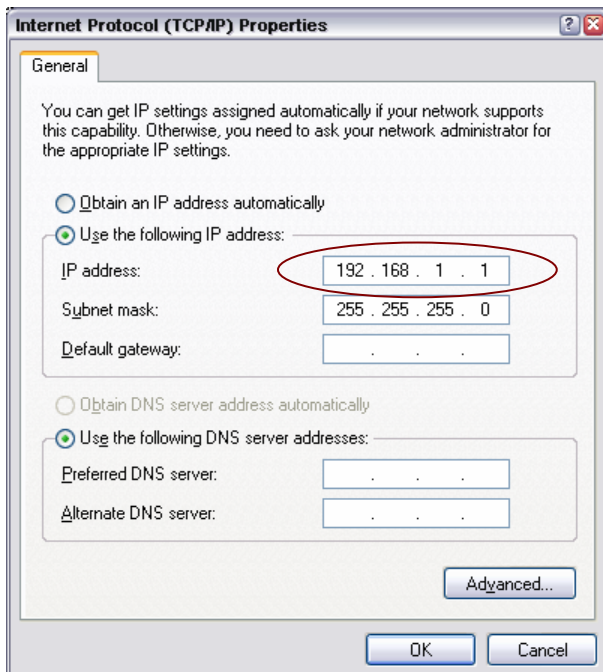 Internet Protocol (TCP/IP) Properties
General
You can get IP settings assigned automatically if your network supports
this capability. Otherwise, you need to ask your network administrator for
the appropriate IP settings.
Obtain an IP address automatically
Use the following IP address:
IP address: 192 . 168 . 1 . 1
Subnet mask: 255 . 255 . 255 . 0
Default gateway: . . .
Obtain DNS server address automatically
Use the following DNS server addresses:
Preferred DNS server: . . .
Alternate DNS server: . . .
Advanced...
OK Cancel